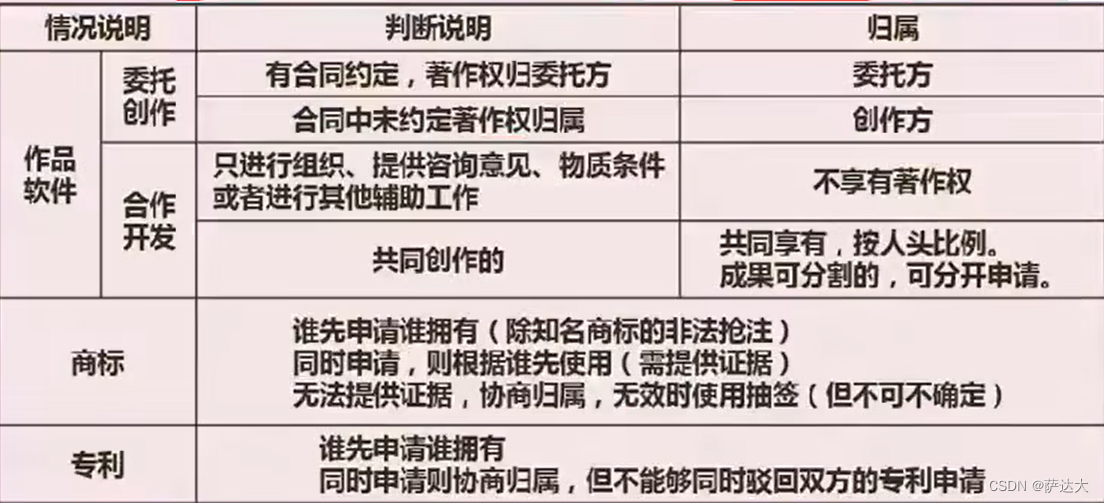 情况说明 判断说明 归属
作品
软件
委托
创作
有合同约定，著作权归委托方 委托方
合同中未约定著作权归属 创作方
合作
开发
只进行组织、提供咨询意见、物质条件
或者进行其他辅助工作
不享有著作权
共同创作的
共同享有，按人头比例。
成果可分割的，可分开申请。
商标
谁先申请谁拥有（除知名商标的非法抢注）
同时申请，则根据谁先使用（需提供证据）
无法提供证据，协商归属，无效时使用抽签（但不可不确定）
专利
谁先申请谁拥有
同时申请则协商归属，但不能够同时驳回双方的专利申请
CSDN @萨达大